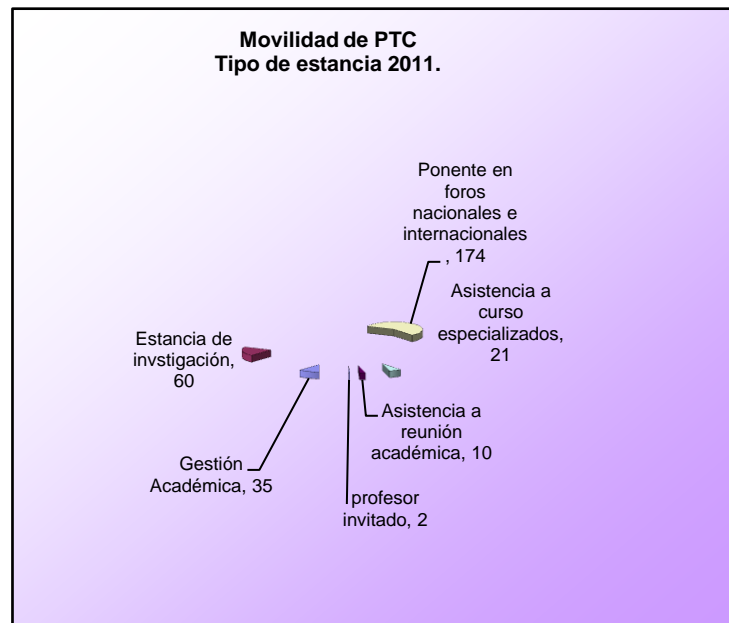 Movilidad de PTC
Tipo de estancia 2011.
Ponente en
foros
nacionales e
internacionales
, 174
Asistencia a
curso
especializados,
21
Estancia de
invstigación,
60
Asistencia a
reunión
académica, 10
Gestión
Académica, 35
profesor
invitado, 2